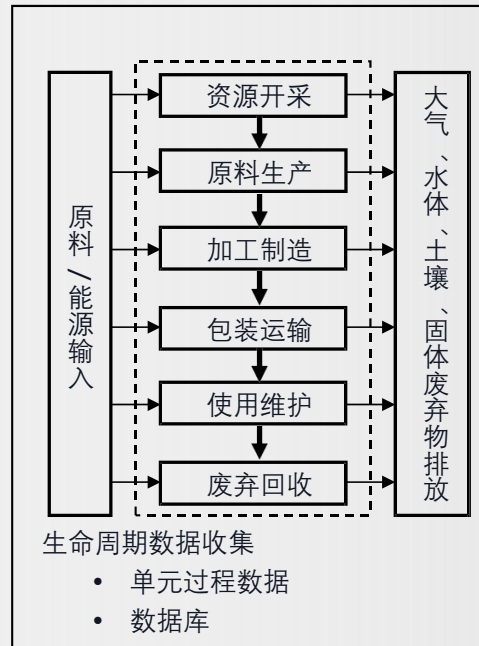 原料/能源输入
资源开采
原料生产
加工制造
包装运输
使用维护
废弃回收
大气、水体、土壤、固体废弃物排放
生命周期数据收集
• 单元过程数据
• 数据库